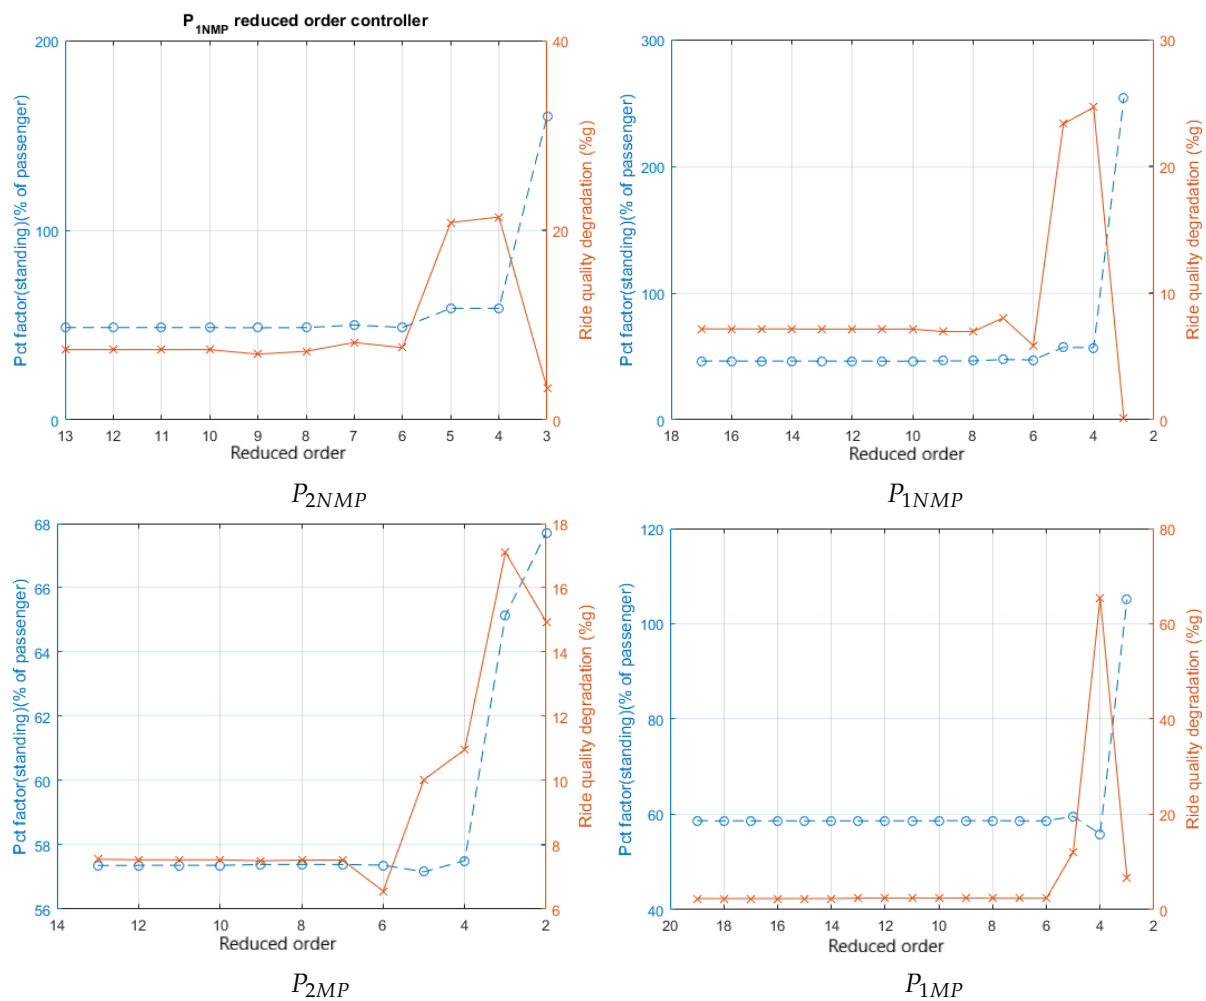 P1NMP reduced order controller
200
100
0
Pct factor(standing)(% of passenger)
40
20
0
Ride quality degradation (%g)
13 12 11 10 9 8 7 6 5 4 3
Reduced order
P2NMP
300
200
100
0
Pct factor(standing)(% of passenger)
30
20
10
0
Ride quality degradation (%g)
18 16 14 12 10 8 6 4 2
Reduced order
P1NMP
68
66
64
62
60
58
56
Pct factor(standing)(% of passenger)
18
16
14
12
10
8
6
Ride quality degradation (%g)
14 12 10 8 6 4 2
Reduced order
P2MP
120
100
80
60
40
Pct factor(standing)(% of passenger)
80
60
40
20
0
Ride quality degradation (%g)
20 18 16 14 12 10 8 6 4 2
Reduced order
P1MP